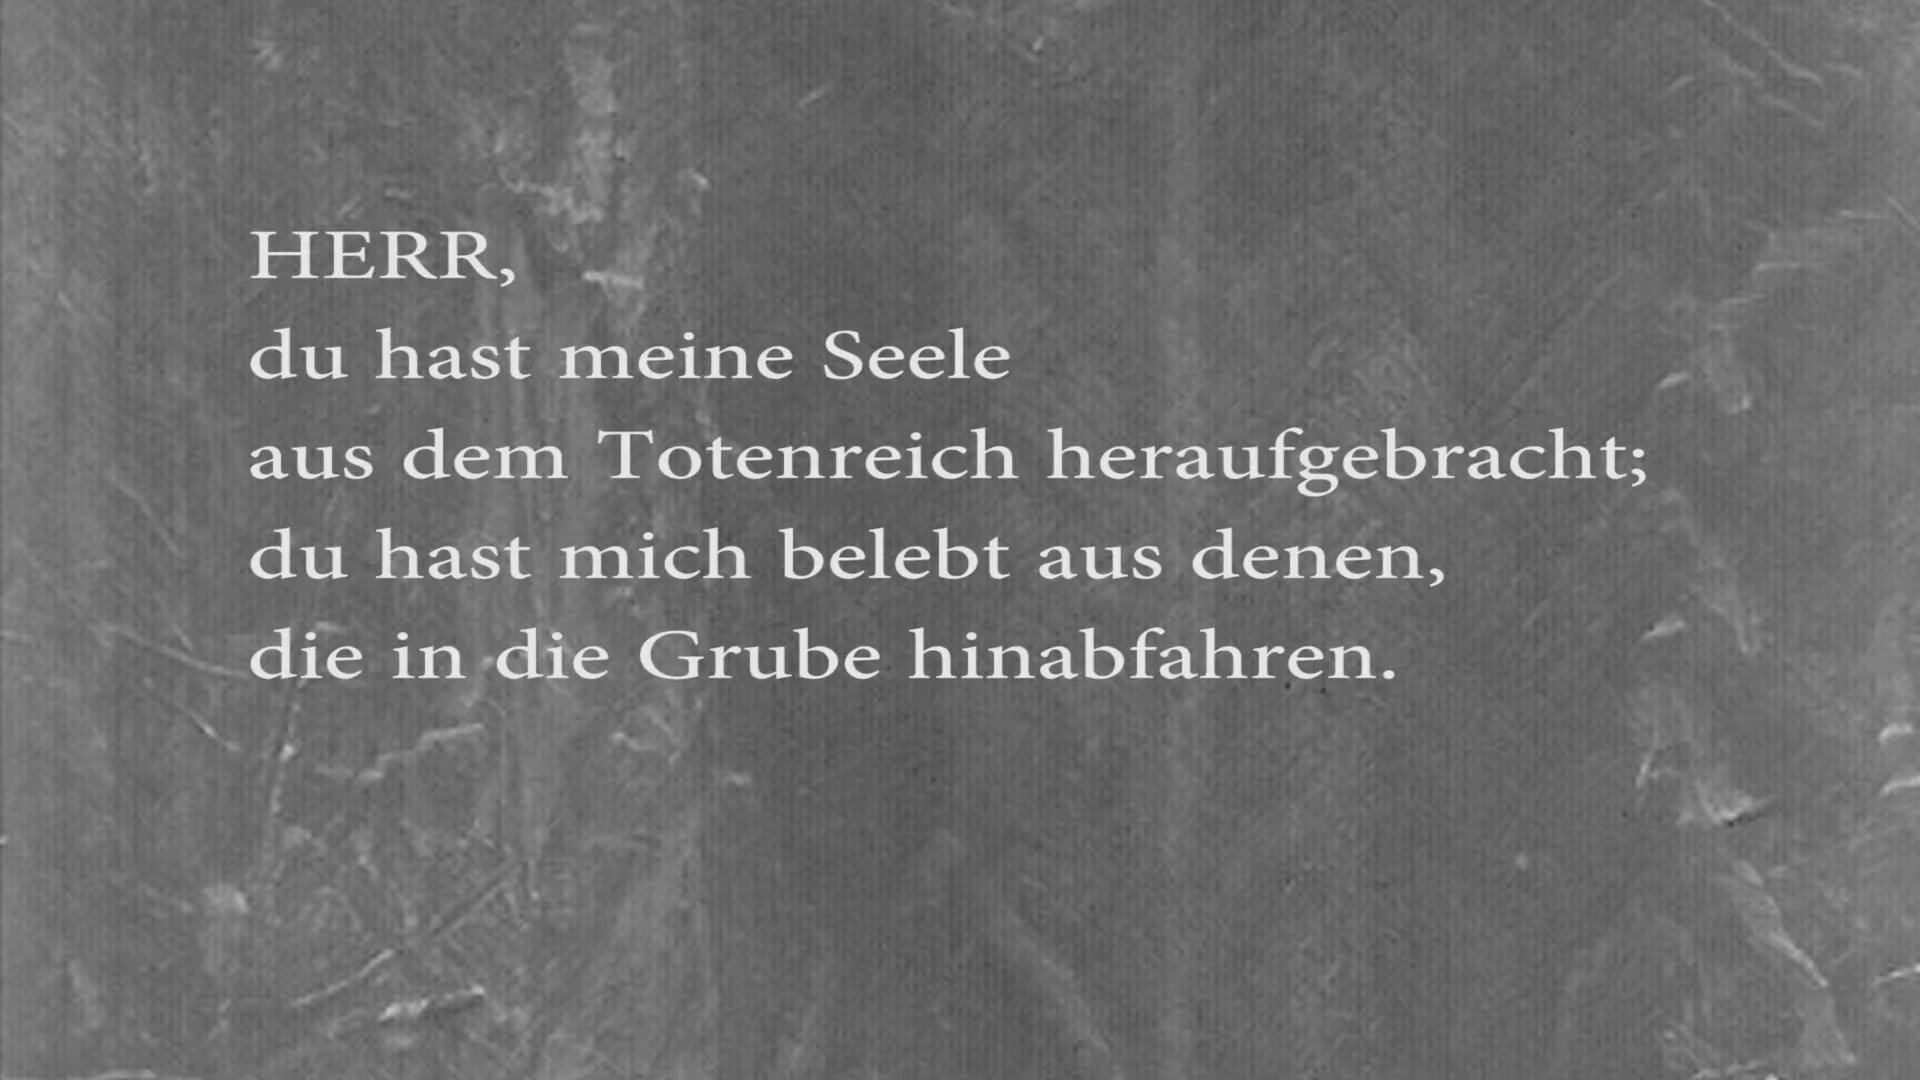 HERR,
du hast meine Seele
aus dem Totenreich heraufgebracht;
du hast mich belebt aus denen,
die in die Grube hinabfahren.